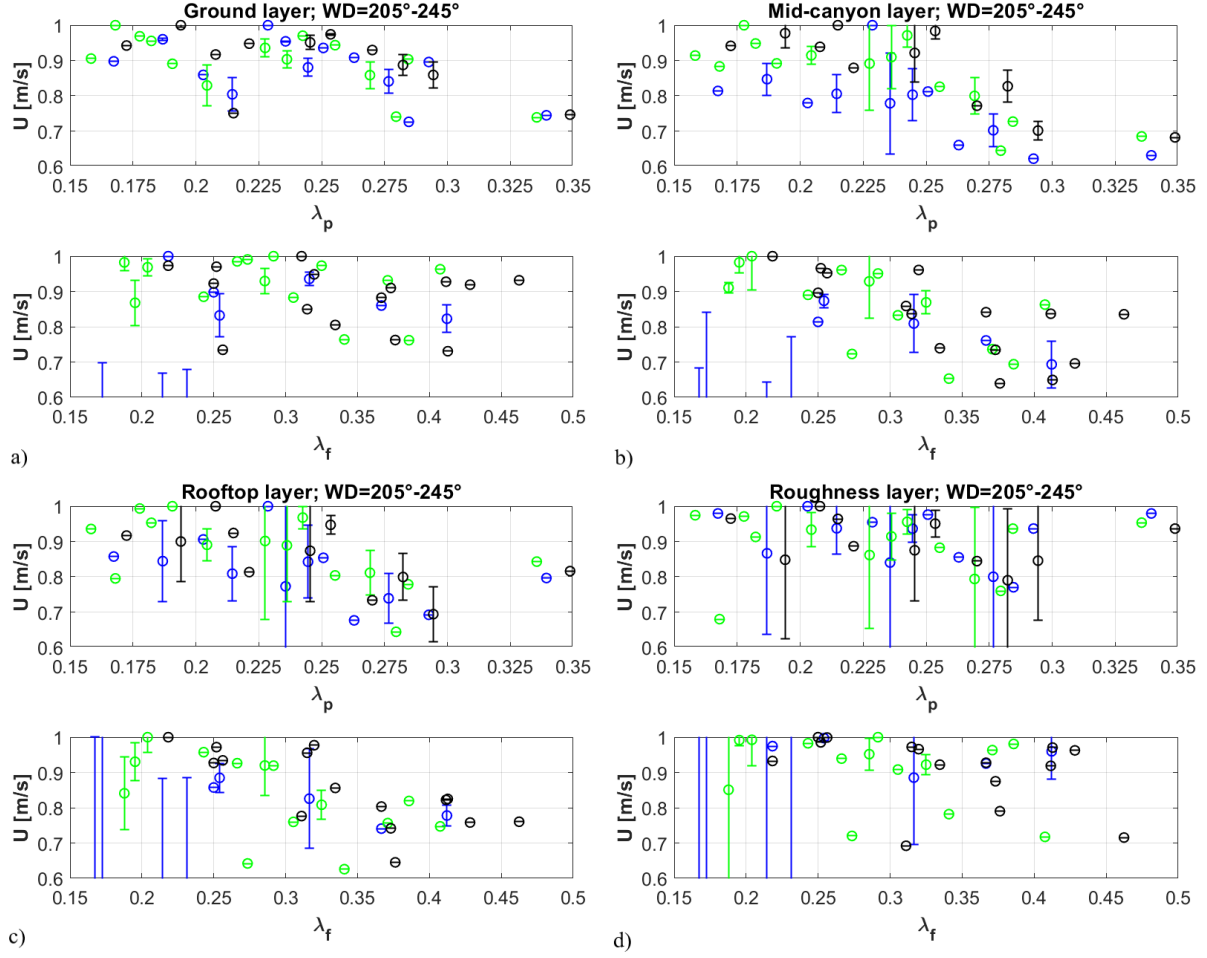 Ground layer; WD=205°-245°
1
0.9
0.8
0.7
0.6
U [m/s]
0.15 0.175 0.2 0.225 0.25 0.275 0.3 0.325 0.35
λp
1
0.9
0.8
0.7
0.6
U [m/s]
0.15 0.2 0.25 0.3 0.35 0.4 0.45 0.5
λf
a)
Mid-canyon layer; WD=205°-245°
1
0.9
0.8
0.7
0.6
U [m/s]
0.15 0.175 0.2 0.225 0.25 0.275 0.3 0.325 0.35
λp
1
0.9
0.8
0.7
0.6
U [m/s]
0.15 0.2 0.25 0.3 0.35 0.4 0.45 0.5
λf
b)
Rooftop layer; WD=205°-245°
1
0.9
0.8
0.7
0.6
U [m/s]
0.15 0.175 0.2 0.225 0.25 0.275 0.3 0.325 0.35
λp
1
0.9
0.8
0.7
0.6
U [m/s]
0.15 0.2 0.25 0.3 0.35 0.4 0.45 0.5
λf
c)
Roughness layer; WD=205°-245°
1
0.9
0.8
0.7
0.6
U [m/s]
0.15 0.175 0.2 0.225 0.25 0.275 0.3 0.325 0.35
λp
1
0.9
0.8
0.7
0.6
U [m/s]
0.15 0.2 0.25 0.3 0.35 0.4 0.45 0.5
λf
d)